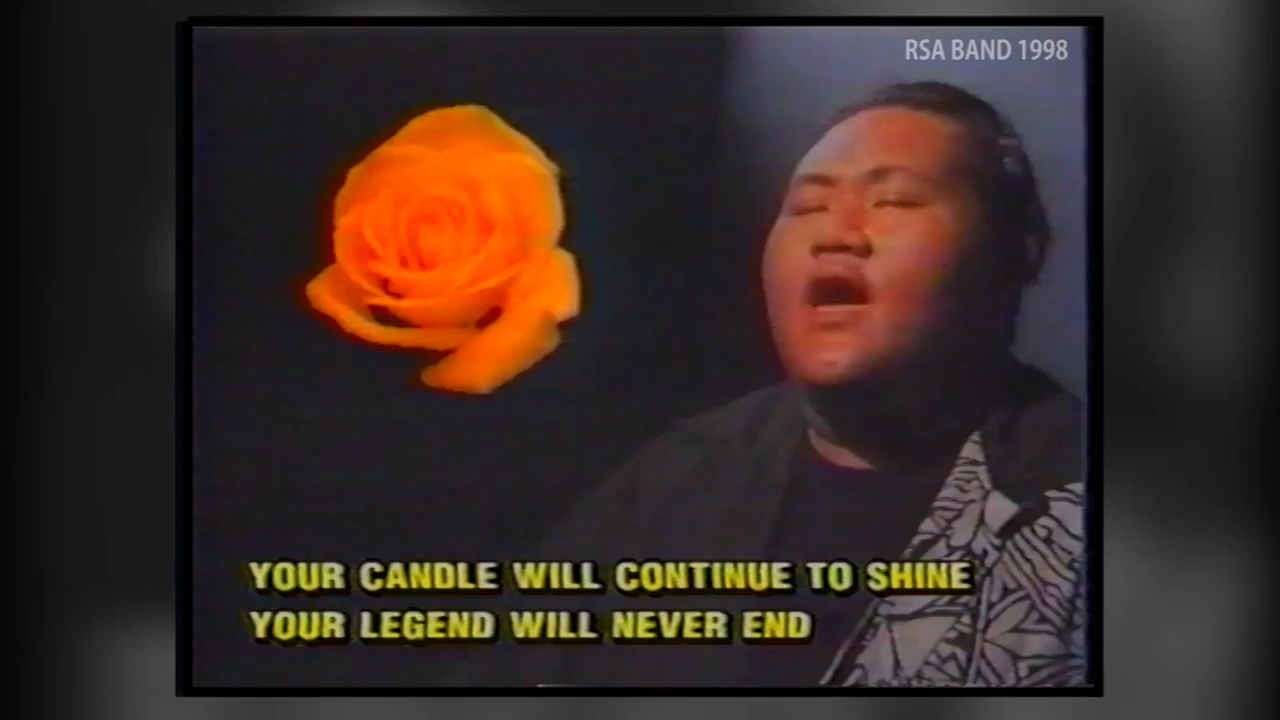 RSA BAND 1998
YOUR CANDLE WILL CONTINUE TO SHINE
YOUR LEGEND WILL NEVER END